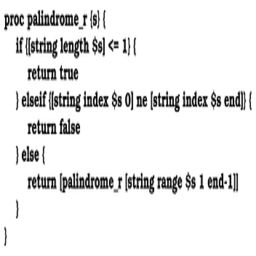 proc palindrome_r {s} {
    if {[string length $s] <= 1} {
        return true
    } elseif {[string index $s 0] ne [string index $s end]} {
        return false
    } else {
        return [palindrome_r [string range $s 1 end-1]]
    }
}